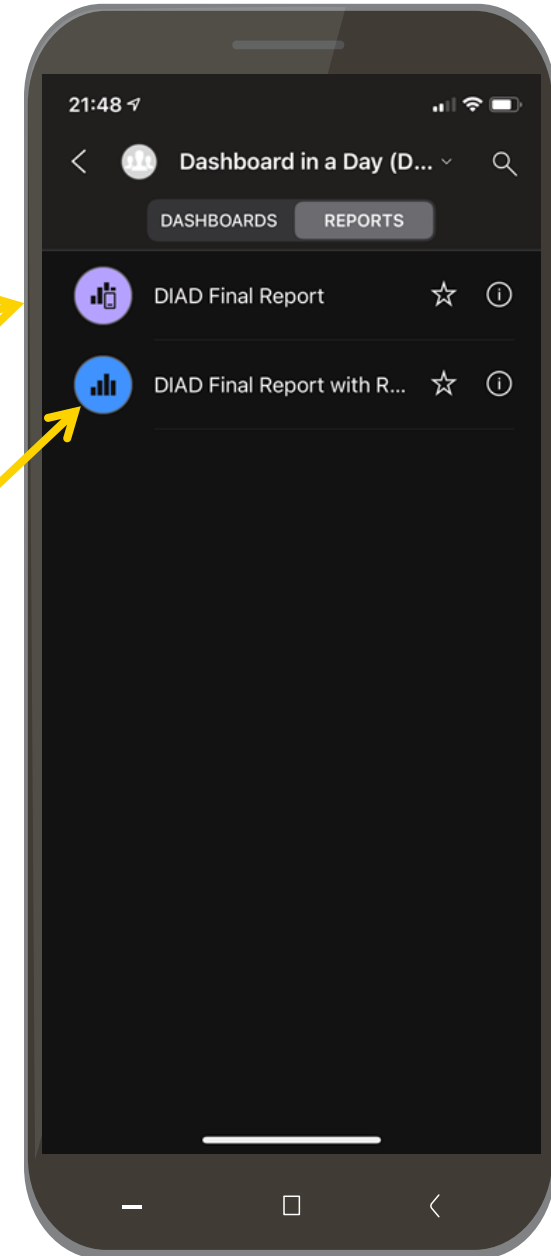 21:48
Dashboard in a Day (D...
DASHBOARDS REPORTS
DIAD Final Report
DIAD Final Report with R...